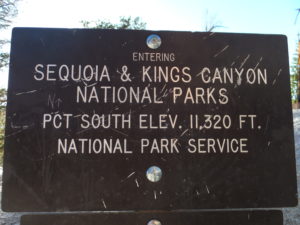 ENTERING
SEQUOIA & KINGS CANYON
NATIONAL PARKS
PCT SOUTH ELEV. 11,320 FT.
NATIONAL PARK SERVICE